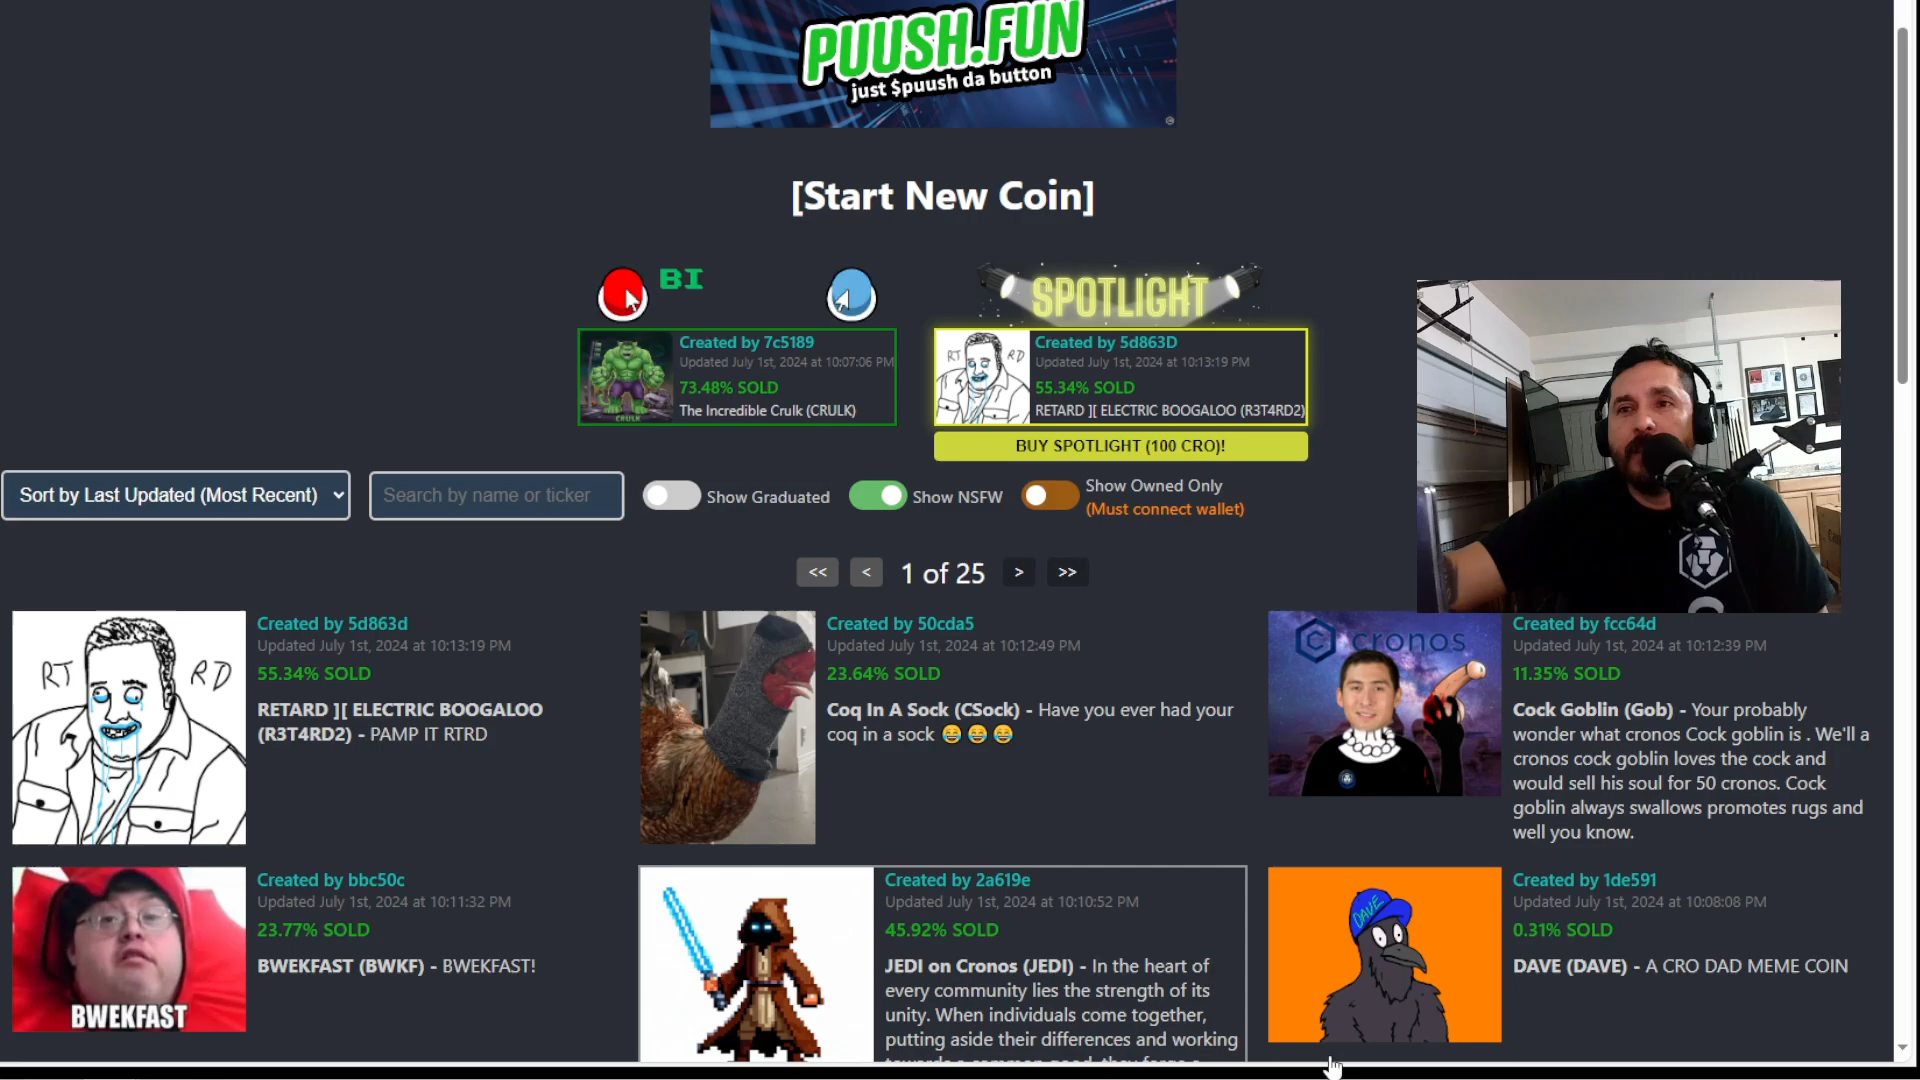 PUUSH.FUN
just $puush da button
[Start New Coin]
BI
SPOTLIGHT
Created by 7c5189
Updated July 1st, 2024 at 10:07:06 PM
73.48% SOLD
The Incredible Crulk (CRULK)
CRULK
RT RD
Created by 5d863D
Updated July 1st, 2024 at 10:13:19 PM
55.34% SOLD
RETARD ][ ELECTRIC BOOGALOO (R3T4RD2)
BUY SPOTLIGHT (100 CRO)!
Sort by Last Updated (Most Recent)
Search by name or ticker
Show Graduated
Show NSFW
Show Owned Only
(Must connect wallet)
<< < 1 of 25 > >>
RT RD
Created by 5d863d
Updated July 1st, 2024 at 10:13:19 PM
55.34% SOLD
RETARD ][ ELECTRIC BOOGALOO
(R3T4RD2) - PAMP IT RTRD
Created by 50cda5
Updated July 1st, 2024 at 10:12:49 PM
23.64% SOLD
Coq In A Sock (CSock) - Have you ever had your
coq in a sock 😂 😂 😂
cronos
Created by fcc64d
Updated July 1st, 2024 at 10:12:39 PM
11.35% SOLD
Cock Goblin (Gob) - Your probably
wonder what cronos Cock goblin is . We'll a
cronos cock goblin loves the cock and
would sell his soul for 50 cronos. Cock
goblin always swallows promotes rugs and
well you know.
BWEKFAST
Created by bbc50c
Updated July 1st, 2024 at 10:11:32 PM
23.77% SOLD
BWEKFAST (BWKF) - BWEKFAST!
Created by 2a619e
Updated July 1st, 2024 at 10:10:52 PM
45.92% SOLD
JEDI on Cronos (JEDI) - In the heart of
every community lies the strength of its
unity. When individuals come together,
putting aside their differences and working
DAVE
Created by 1de591
Updated July 1st, 2024 at 10:08:08 PM
0.31% SOLD
DAVE (DAVE) - A CRO DAD MEME COIN